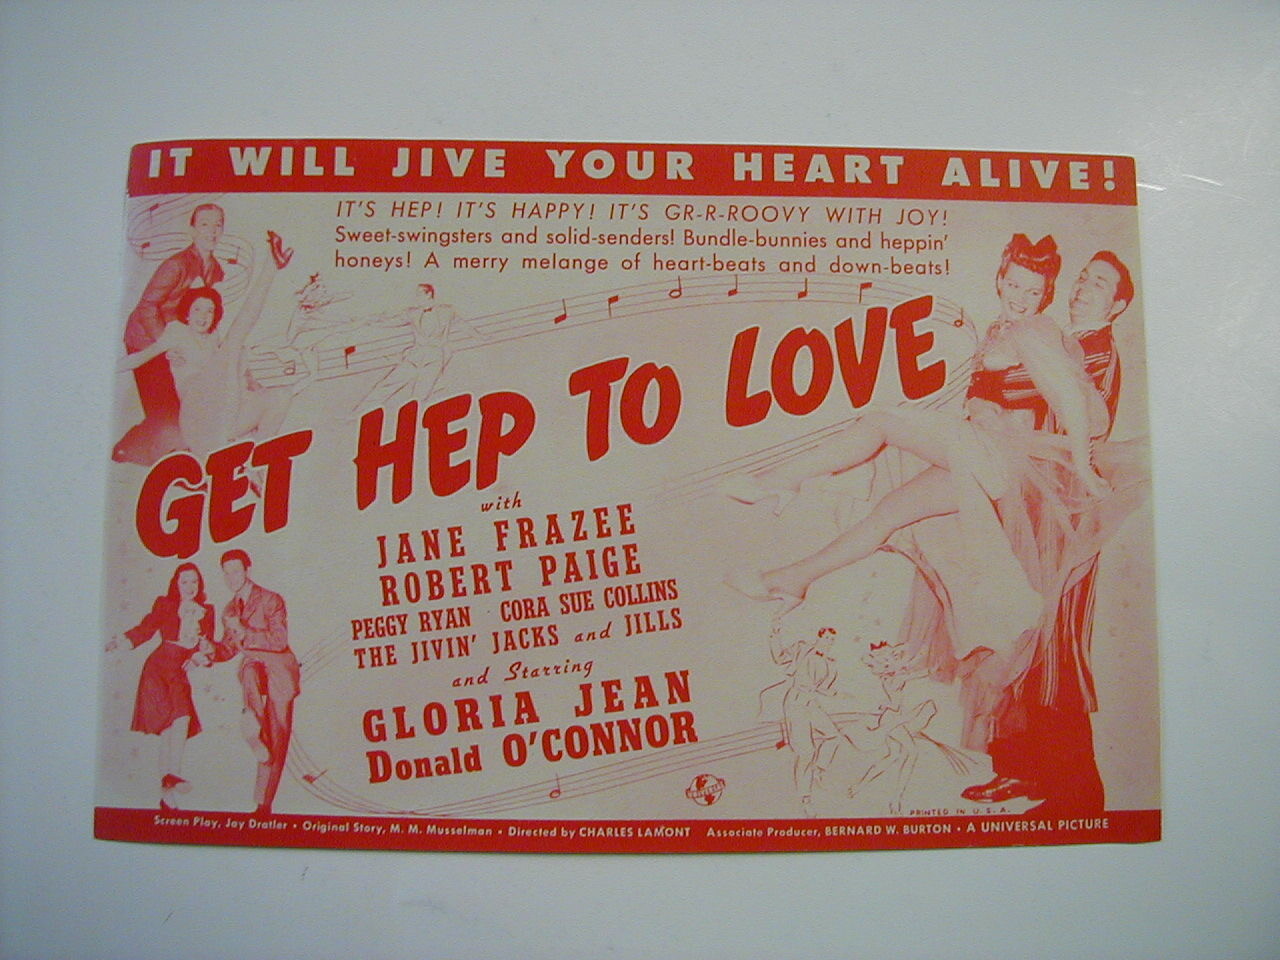 IT WILL JIVE YOUR HEART ALIVE!
IT'S HEP! IT'S HAPPY! IT'S GR-R-ROOVY WITH JOY!
Sweet-swingsters and solid-senders! Bundle-bunnies and heppin'
honeys! A merry melange of heart-beats and down-beats!
GET HEP TO LOVE
with
JANE FRAZEE
ROBERT PAIGE
PEGGY RYAN · CORA SUE COLLINS
THE JIVIN' JACKS and JILLS
and Starring
GLORIA JEAN
Donald O'CONNOR
UNIVERSAL
PRINTED IN U.S.A.
Screen Play, Jay Dratler • Original Story, M. M. Musselman • Directed by CHARLES LAMONT Associate Producer, BERNARD W. BURTON • A UNIVERSAL PICTURE